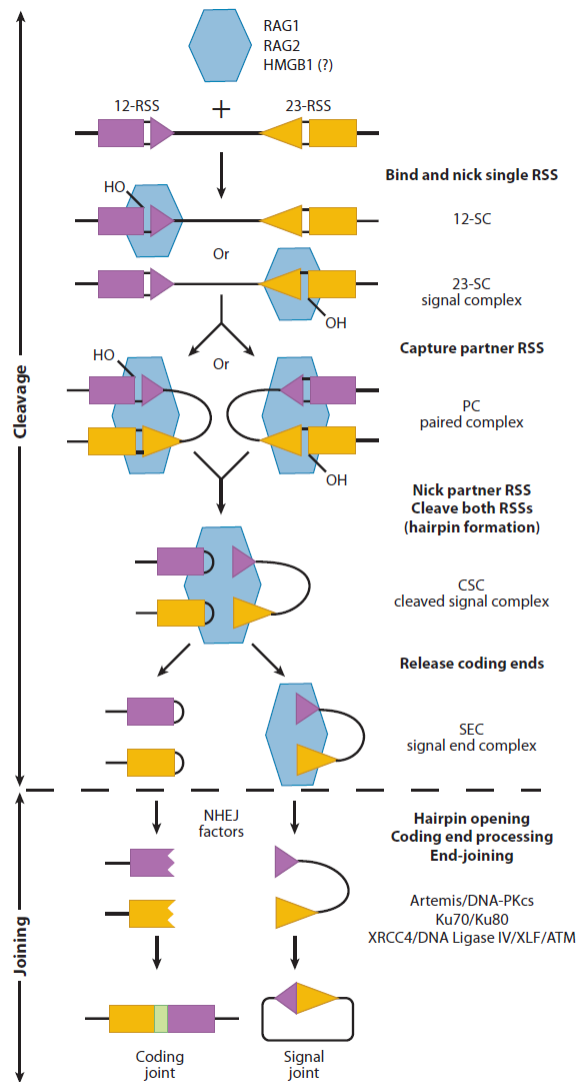 RAG1
RAG2
HMGB1 (?)
12-RSS
+
23-RSS
Bind and nick single RSS
HO
12-SC
Or
23-SC
signal complex
OH
Capture partner RSS
HO
Or
PC
paired complex
OH
Nick partner RSS
Cleave both RSSs
(hairpin formation)
CSC
cleaved signal complex
Release coding ends
SEC
signal end complex
Cleavage
NHEJ
factors
Hairpin opening
Coding end processing
End-joining
Artemis/DNA-PKcs
Ku70/Ku80
XRCC4/DNA Ligase IV/XLF/ATM
Joining
Coding
joint
Signal
joint